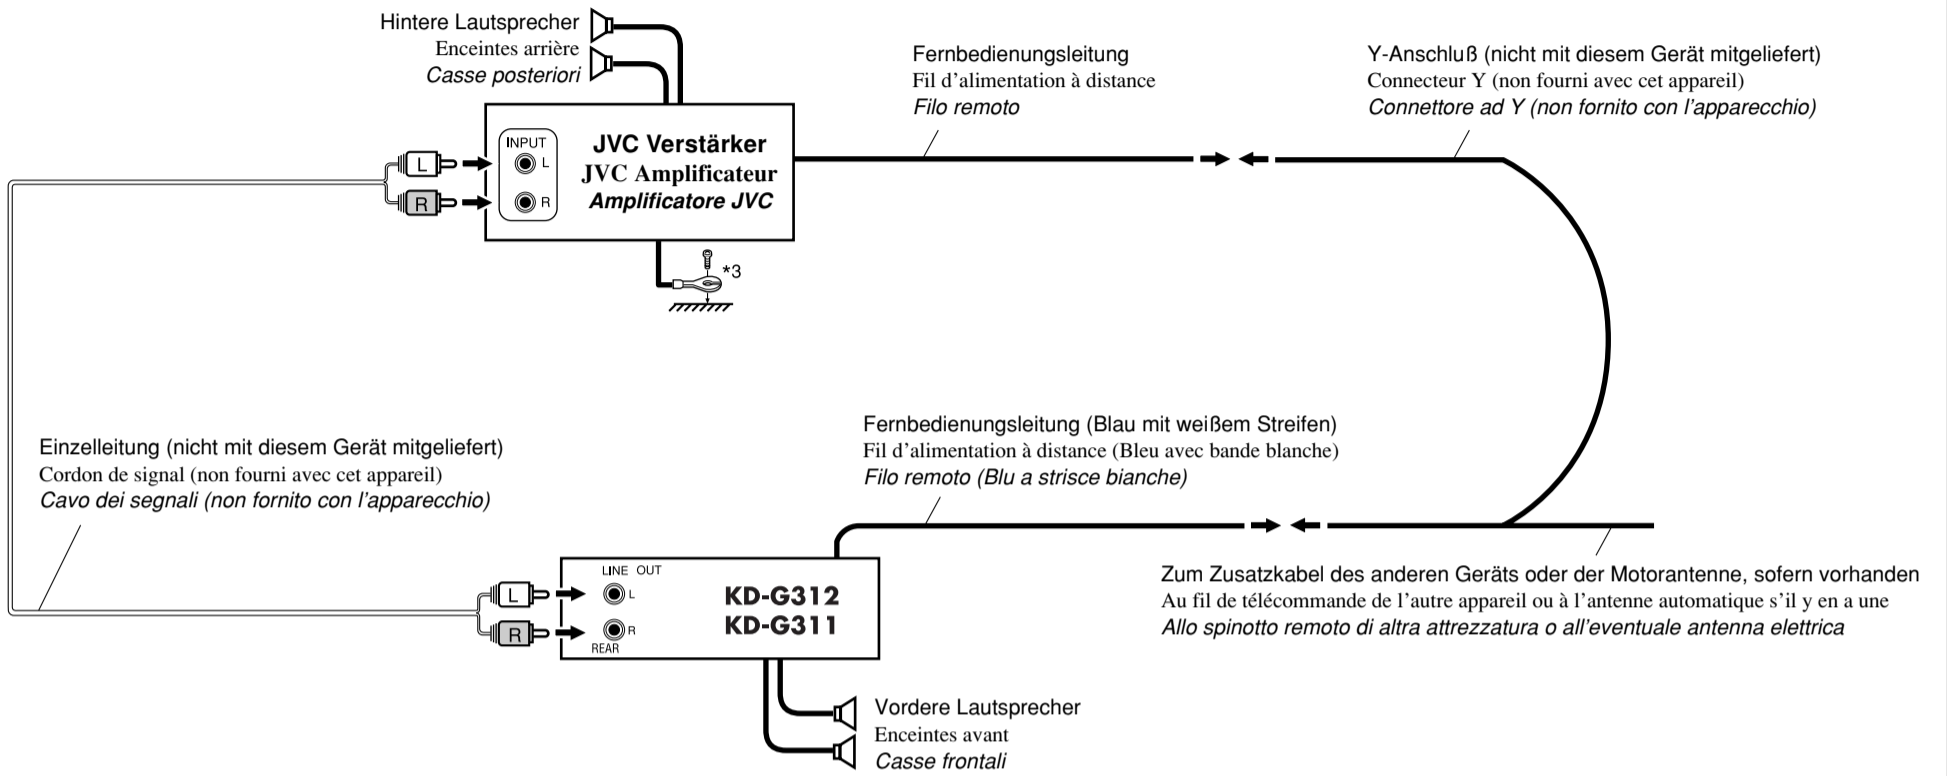 Hintere Lautsprecher
Enceintes arrière
Casse posteriori
Fernbedienungsleitung
Fil d'alimentation à distance
Filo remoto
Y-Anschluß (nicht mit diesem Gerät mitgeliefert)
Connecteur Y (non fourni avec cet appareil)
Connettore ad Y (non fornito con l'apparecchio)
INPUT
L
R
L
R
JVC Verstärker
JVC Amplificateur
Amplificatore JVC
*3
Einzelleitung (nicht mit diesem Gerät mitgeliefert)
Cordon de signal (non fourni avec cet appareil)
Cavo dei segnali (non fornito con l'apparecchio)
Fernbedienungsleitung (Blau mit weißem Streifen)
Fil d'alimentation à distance (Bleu avec bande blanche)
Filo remoto (Blu a strisce bianche)
LINE OUT
L
R
L
R
REAR
KD-G312
KD-G311
Zum Zusatzkabel des anderen Geräts oder der Motorantenne, sofern vorhanden
Au fil de télécommande de l'autre appareil ou à l'antenne automatique s'il y en a une
Allo spinotto remoto di altra attrezzatura o all'eventuale antenna elettrica
Vordere Lautsprecher
Enceintes avant
Casse frontali